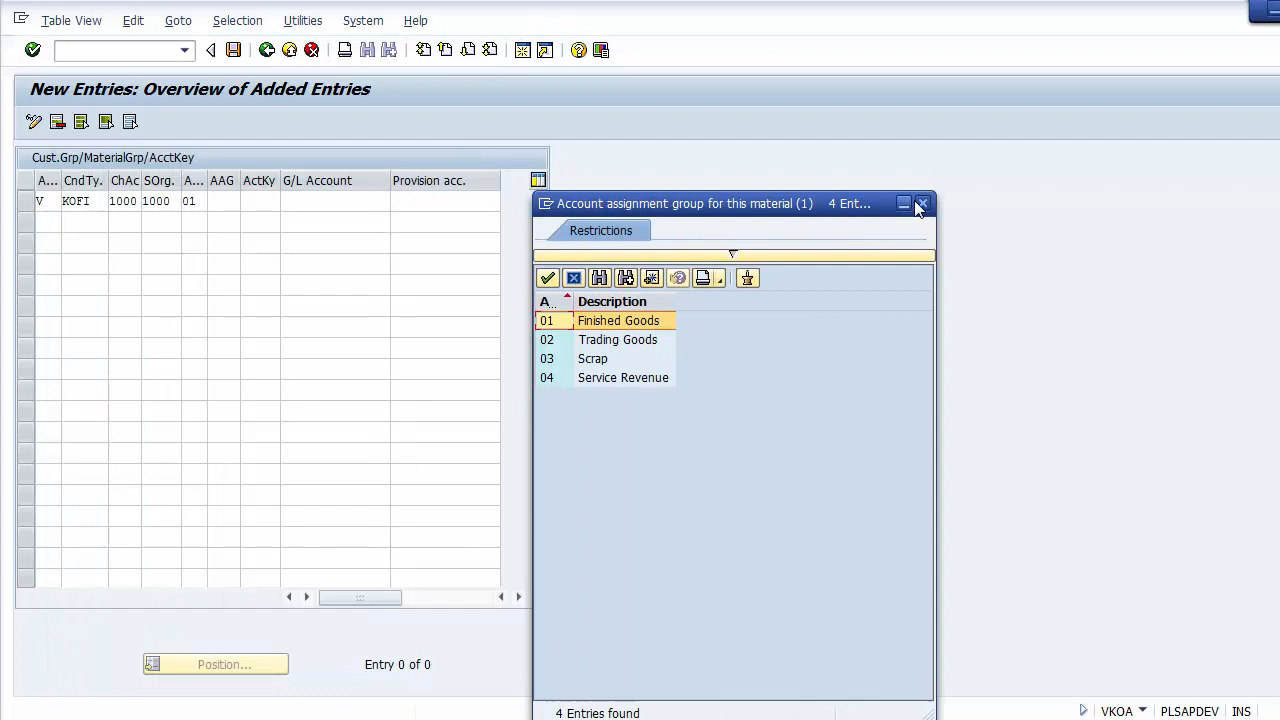 Table View Edit Goto Selection Utilities System Help
New Entries: Overview of Added Entries
Cust.Grp/MaterialGrp/AcctKey
A... CndTy. ChAc SOrg. A... AAG ActKy G/L Account Provision acc.
V KOFI 1000 1000 01
Account assignment group for this material (1) 4 Ent...
Restrictions
A.. Description
01 Finished Goods
02 Trading Goods
03 Scrap
04 Service Revenue
Position... Entry 0 of 0
4 Entries found
VKOA PLSAPDEV INS